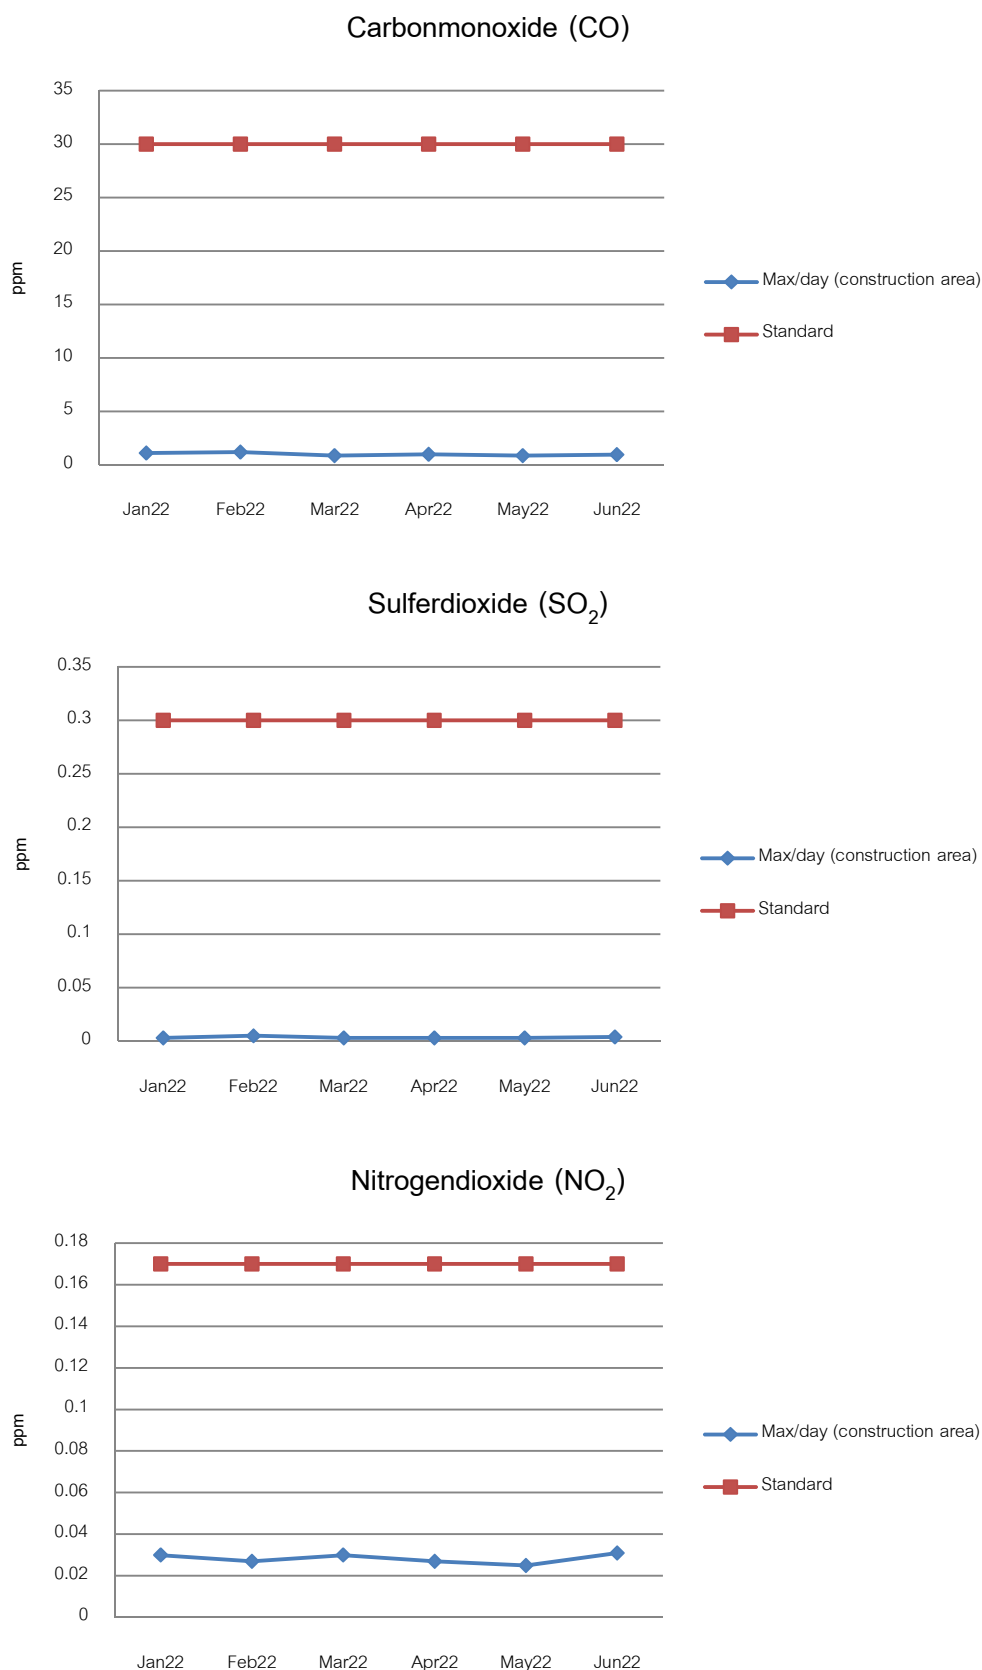 Carbonmonoxide (CO)
35
30
25
20
15
10
5
0
ppm
Jan22 Feb22 Mar22 Apr22 May22 Jun22
Max/day (construction area)
Standard
Sulferdioxide (SO₂)
0.35
0.3
0.25
0.2
0.15
0.1
0.05
0
ppm
Jan22 Feb22 Mar22 Apr22 May22 Jun22
Max/day (construction area)
Standard
Nitrogendioxide (NO₂)
0.18
0.16
0.14
0.12
0.1
0.08
0.06
0.04
0.02
0
ppm
Jan22 Feb22 Mar22 Apr22 May22 Jun22
Max/day (construction area)
Standard